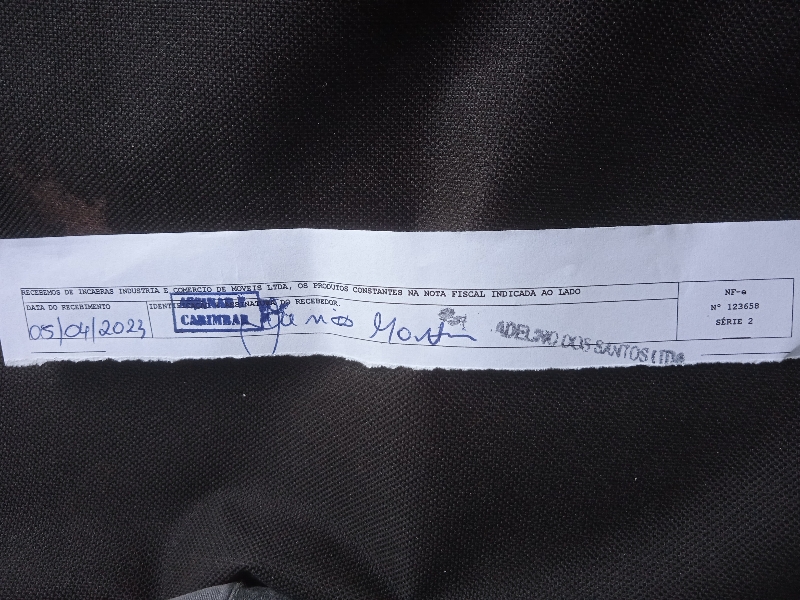 RECEBEMOS DE INCABRAS INDUSTRIA E COMERCIO DE MOVEIS LTDA, OS PRODUTOS CONSTANTES NA NOTA FISCAL INDICADA AO LADO
DATA DO RECEBIMENTO
05/04/2023
DO RECEBEDOR
ASSINAR E
CARIMBAR
ADELINO DOS SANTOS LTDA
NF-e
Nº 123658
SÉRIE 2